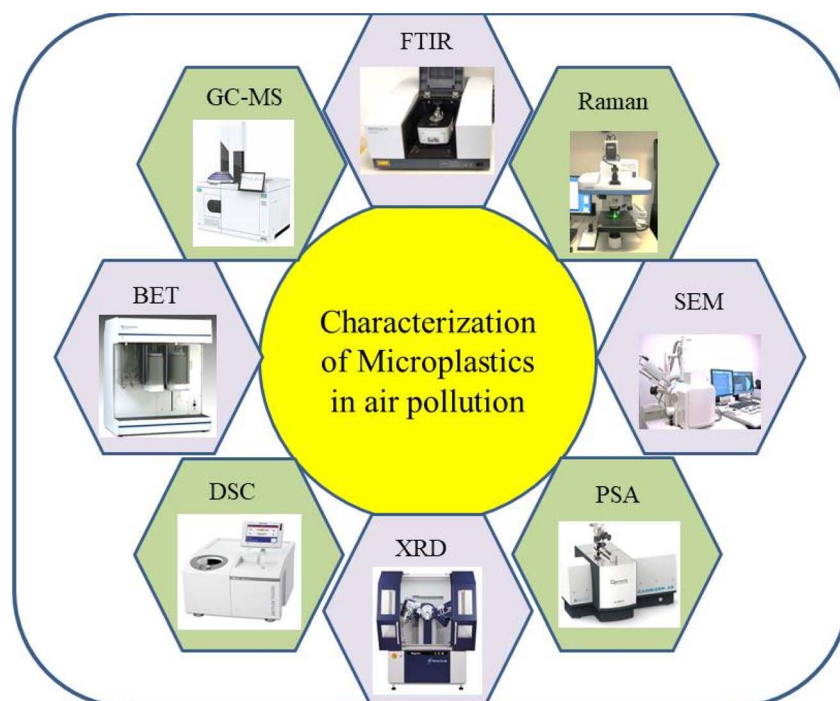 FTIR
GC-MS
Raman
BET
Characterization
of Microplastics
in air pollution
SEM
DSC
XRD
PSA